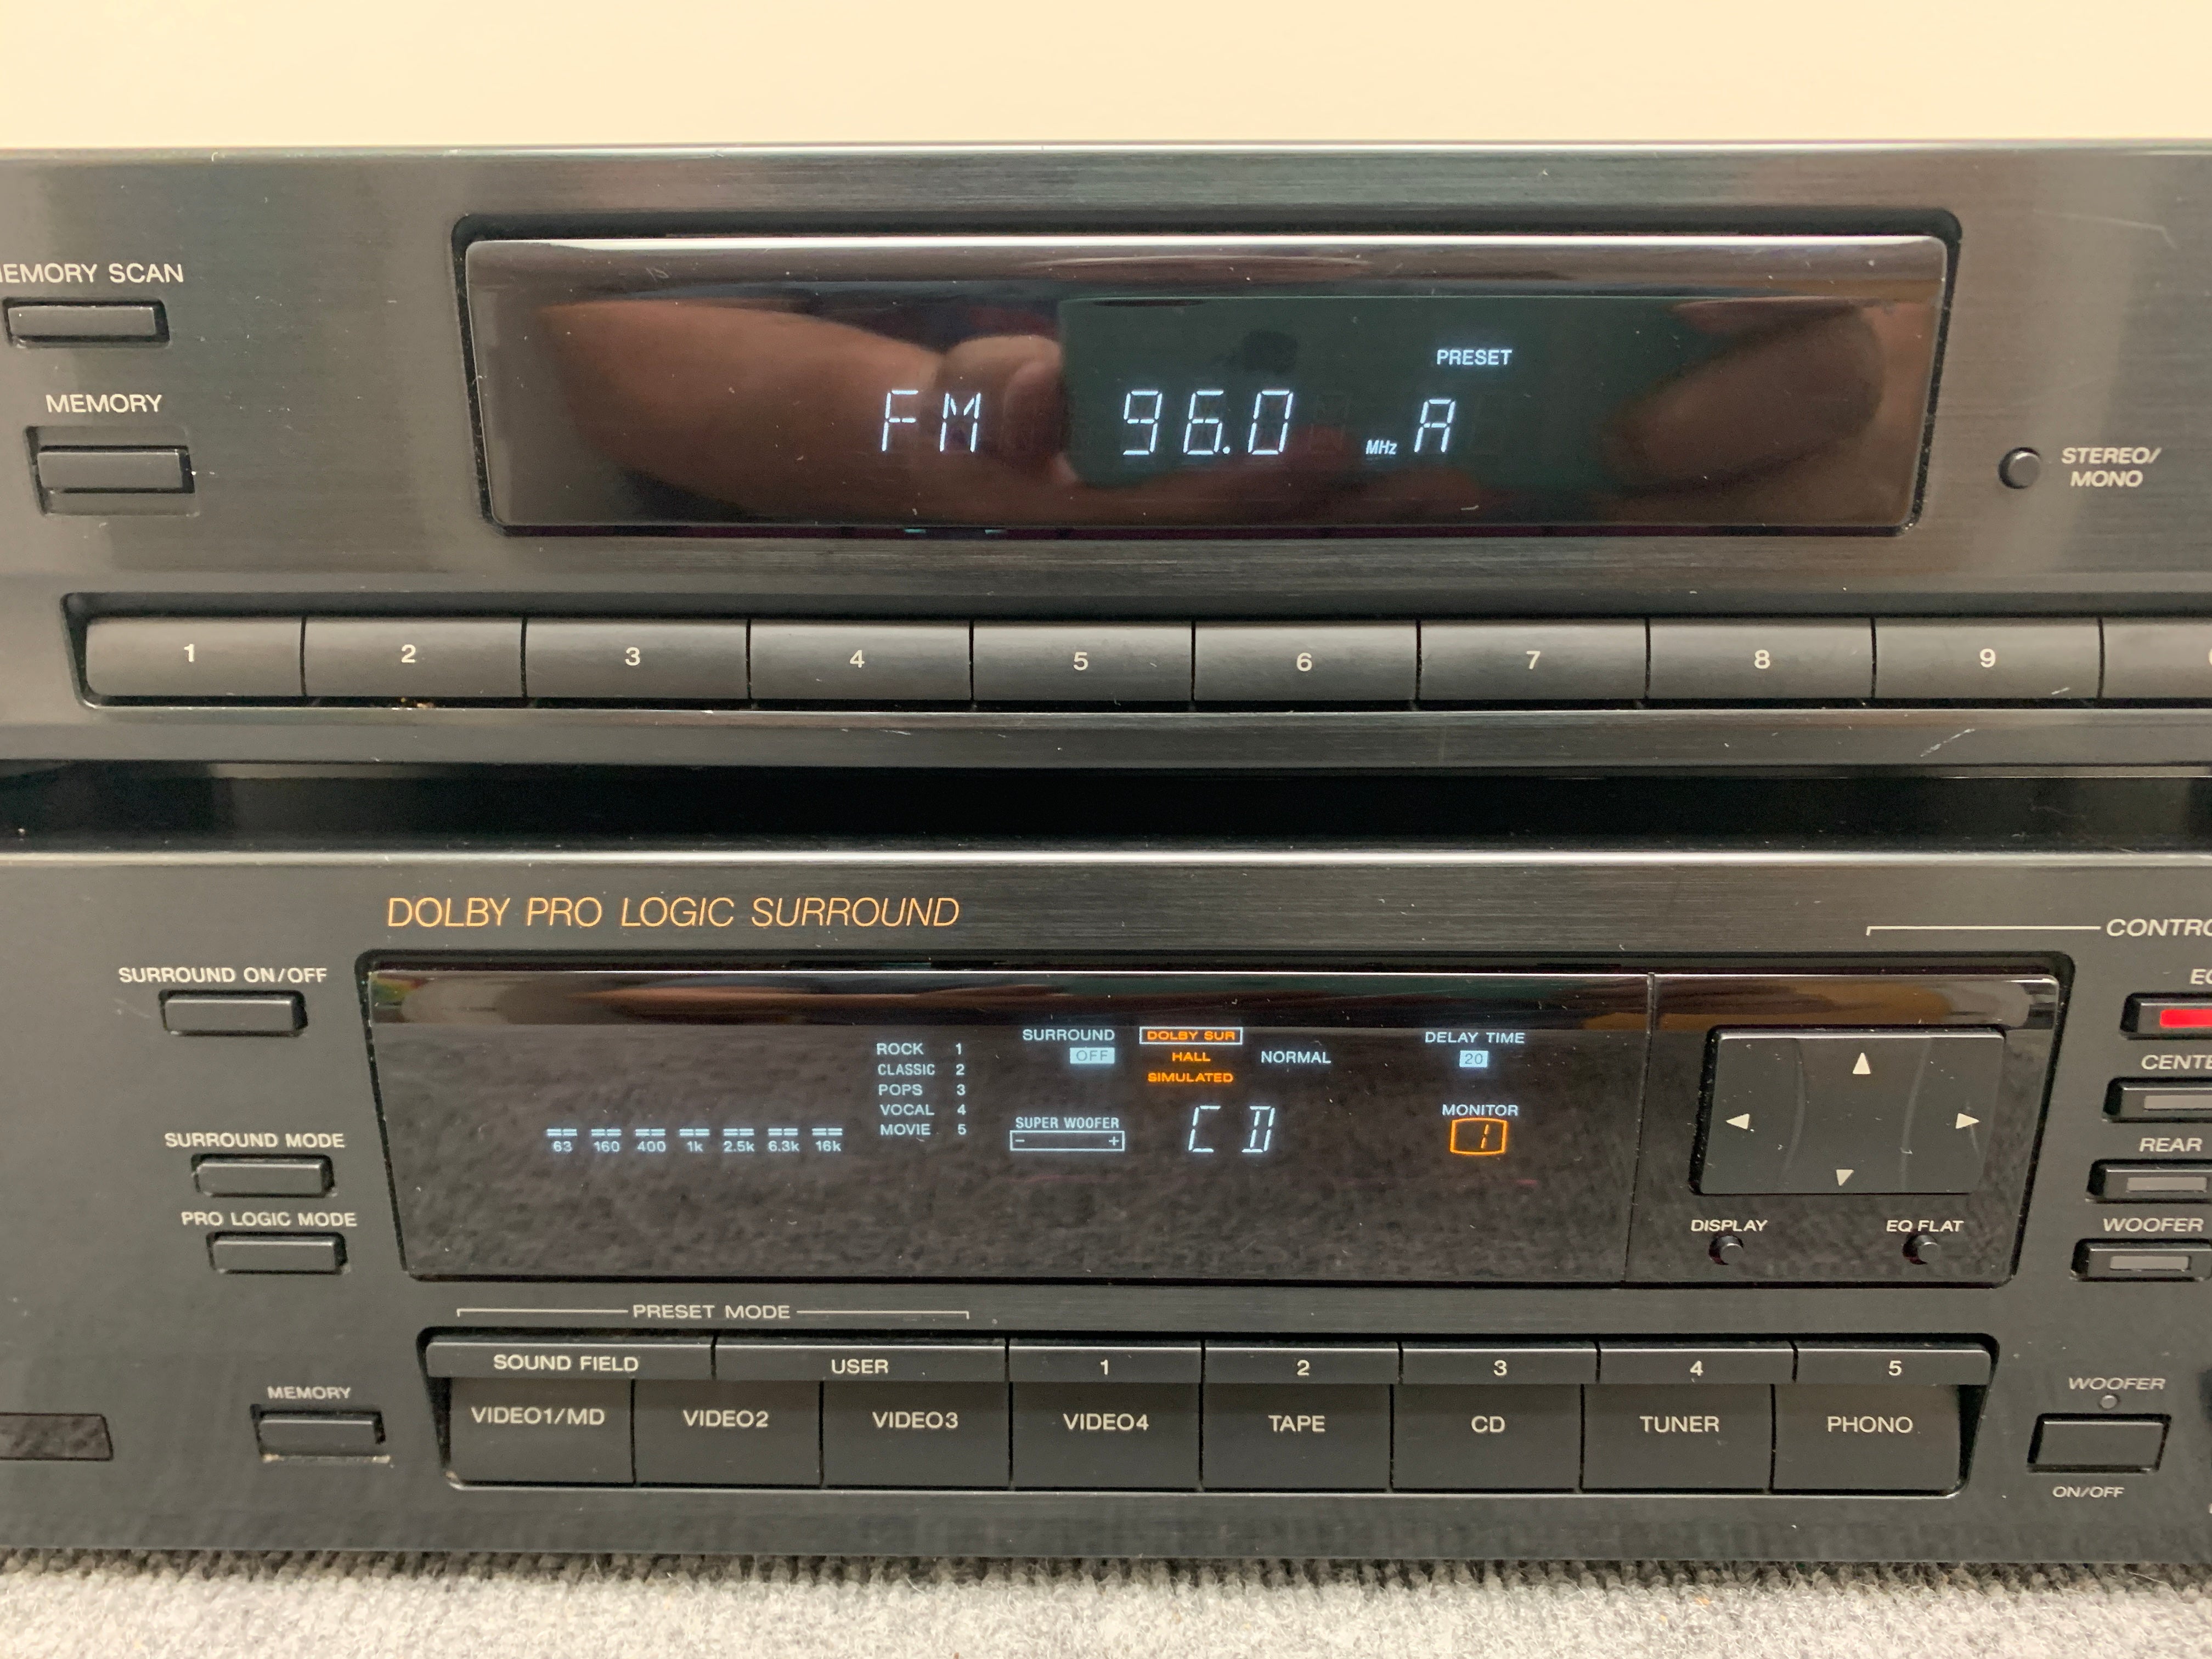 EMORY SCAN
MEMORY
PRESET
FM 96.0 MHz A
STEREO/
MONO
1 2 3 4 5 6 7 8 9
DOLBY PRO LOGIC SURROUND
CONTRO
SURROUND ON/OFF
SURROUND MODE
PRO LOGIC MODE
MEMORY
63 160 400 1k 2.5k 6.3k 16k
ROCK 1
CLASSIC 2
POPS 3
VOCAL 4
MOVIE 5
SURROUND
OFF
DOLBY SUR
HALL
SIMULATED
NORMAL
SUPER WOOFER
- +
CD
DELAY TIME
20
MONITOR
1
DISPLAY
EQ FLAT
EQ
CENTE
REAR
WOOFER
PRESET MODE
SOUND FIELD USER 1 2 3 4 5
VIDEO1/MD VIDEO2 VIDEO3 VIDEO4 TAPE CD TUNER PHONO
WOOFER
ON/OFF